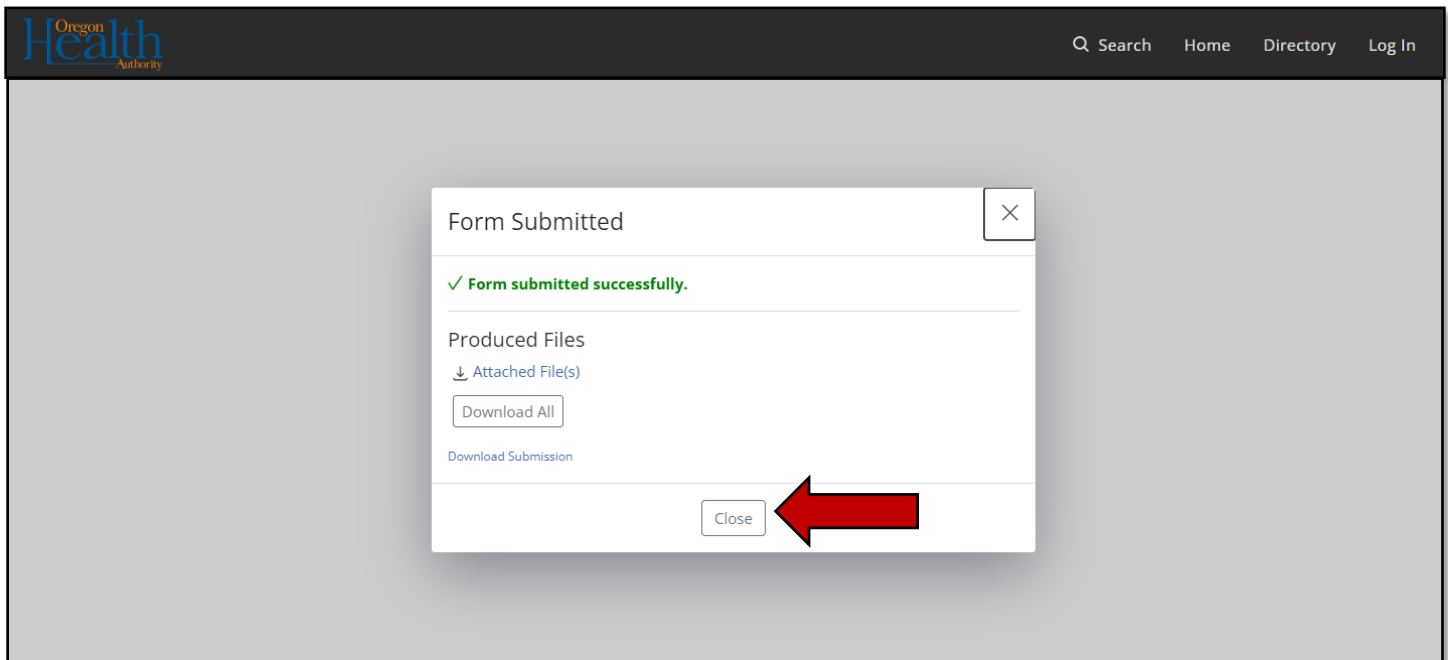 Oregon
Health
Authority
Search Home Directory Log In
Form Submitted
Form submitted successfully.
Produced Files
Attached File(s)
Download All
Download Submission
Close